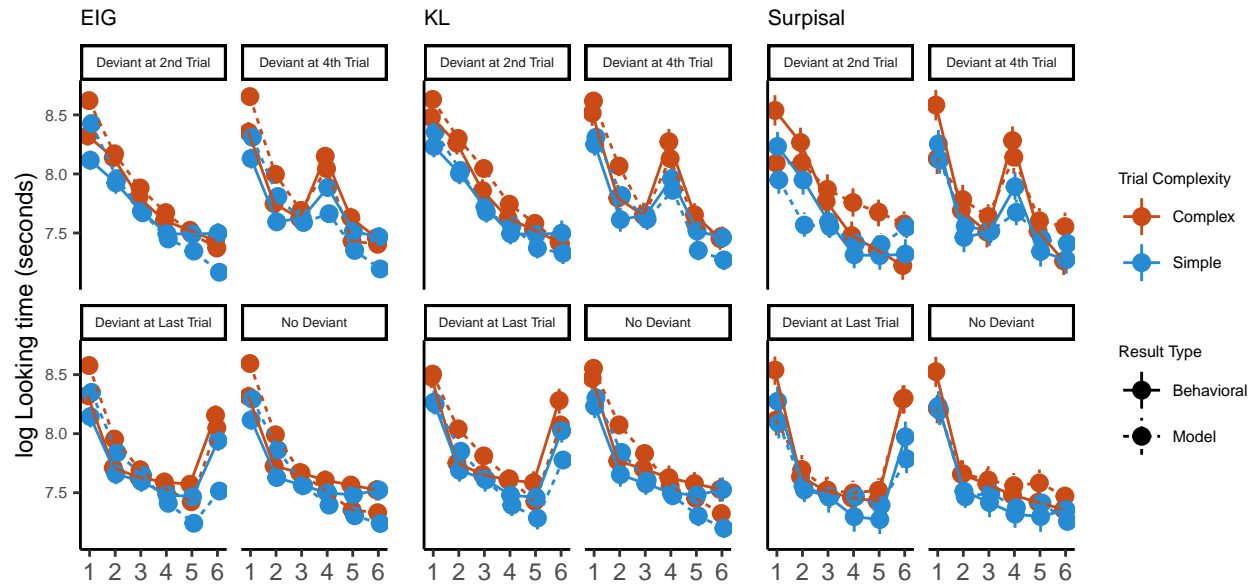 EIG KL Surpisal
Deviant at 2nd Trial Deviant at 4th Trial Deviant at 2nd Trial Deviant at 4th Trial Deviant at 2nd Trial Deviant at 4th Trial
8.5
8.0
7.5
log Looking time (seconds)
Trial Complexity
Complex
Simple
Deviant at Last Trial No Deviant Deviant at Last Trial No Deviant Deviant at Last Trial No Deviant
8.5
8.0
7.5
Result Type
Behavioral
Model
1 2 3 4 5 6 1 2 3 4 5 6 1 2 3 4 5 6 1 2 3 4 5 6 1 2 3 4 5 6 1 2 3 4 5 6